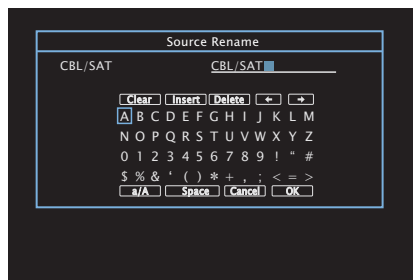 Source Rename
CBL/SAT CBL/SAT
Clear Insert Delete ← →
A B C D E F G H I J K L M
N O P Q R S T U V W X Y Z
0 1 2 3 4 5 6 7 8 9 ! “ #
$ % & ‘ ( ) * + , ; < = >
a/A Space Cancel OK